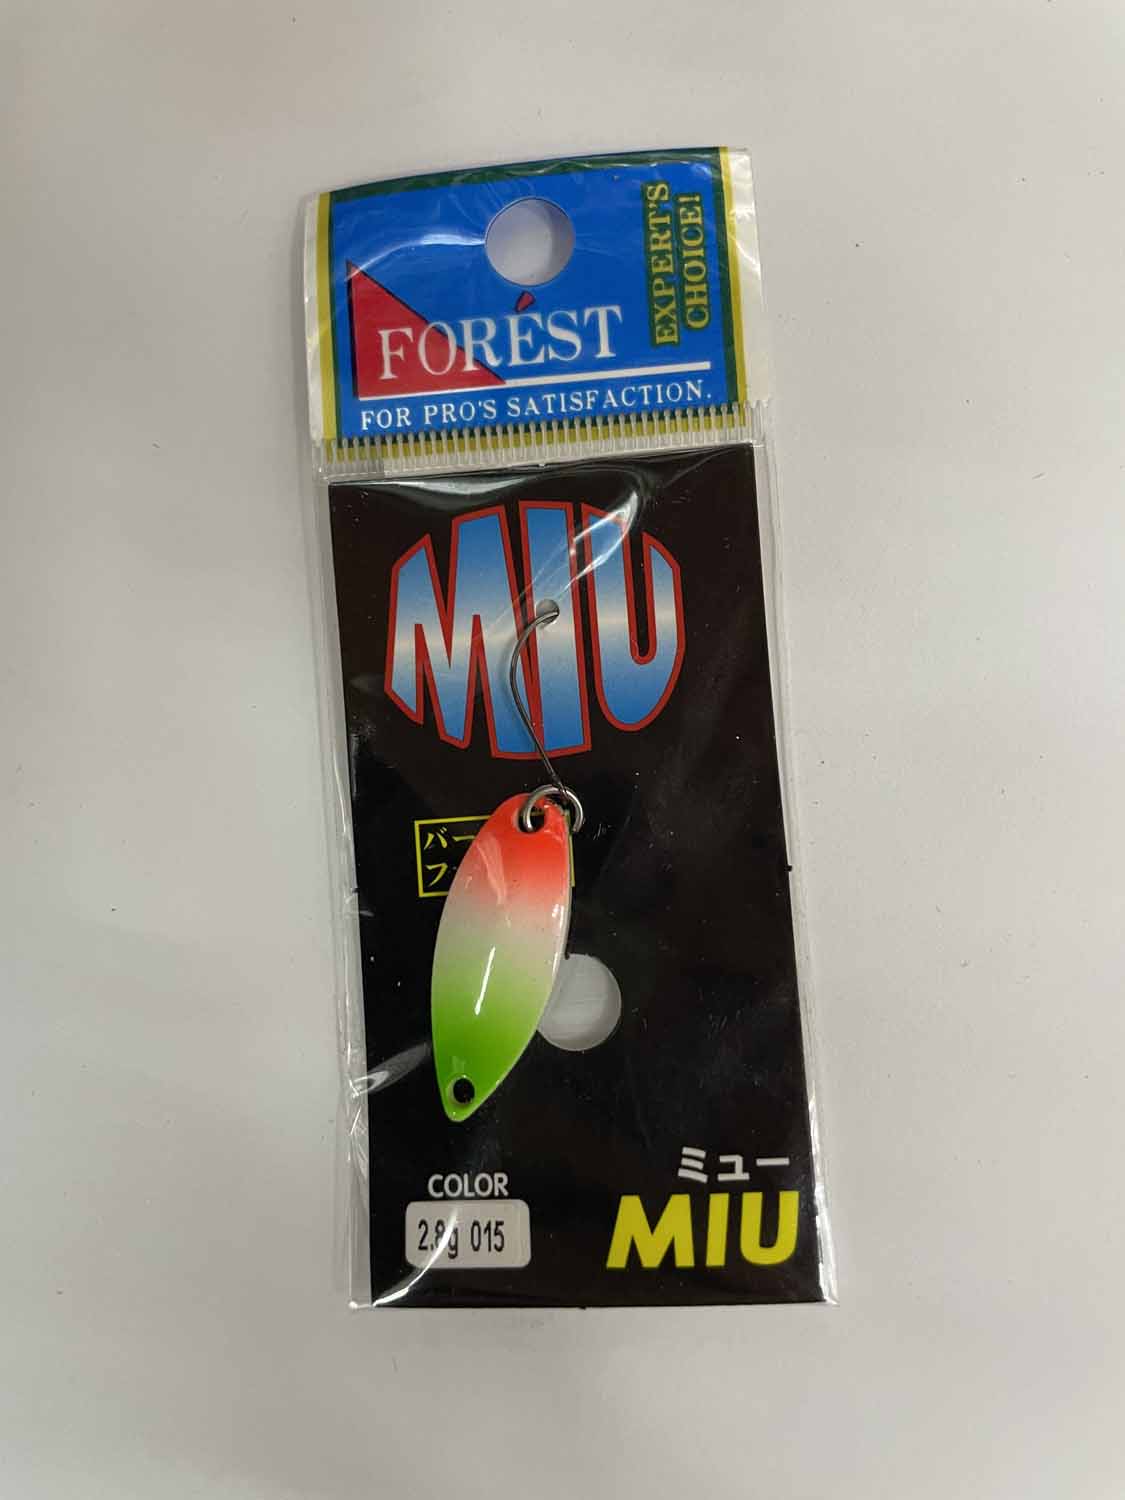 EXPERT'S
CHOICE!
FORÉST
FOR PRO'S SATISFACTION.
MIU
バー
フ
COLOR
2.8g 015
ミュー
MIU